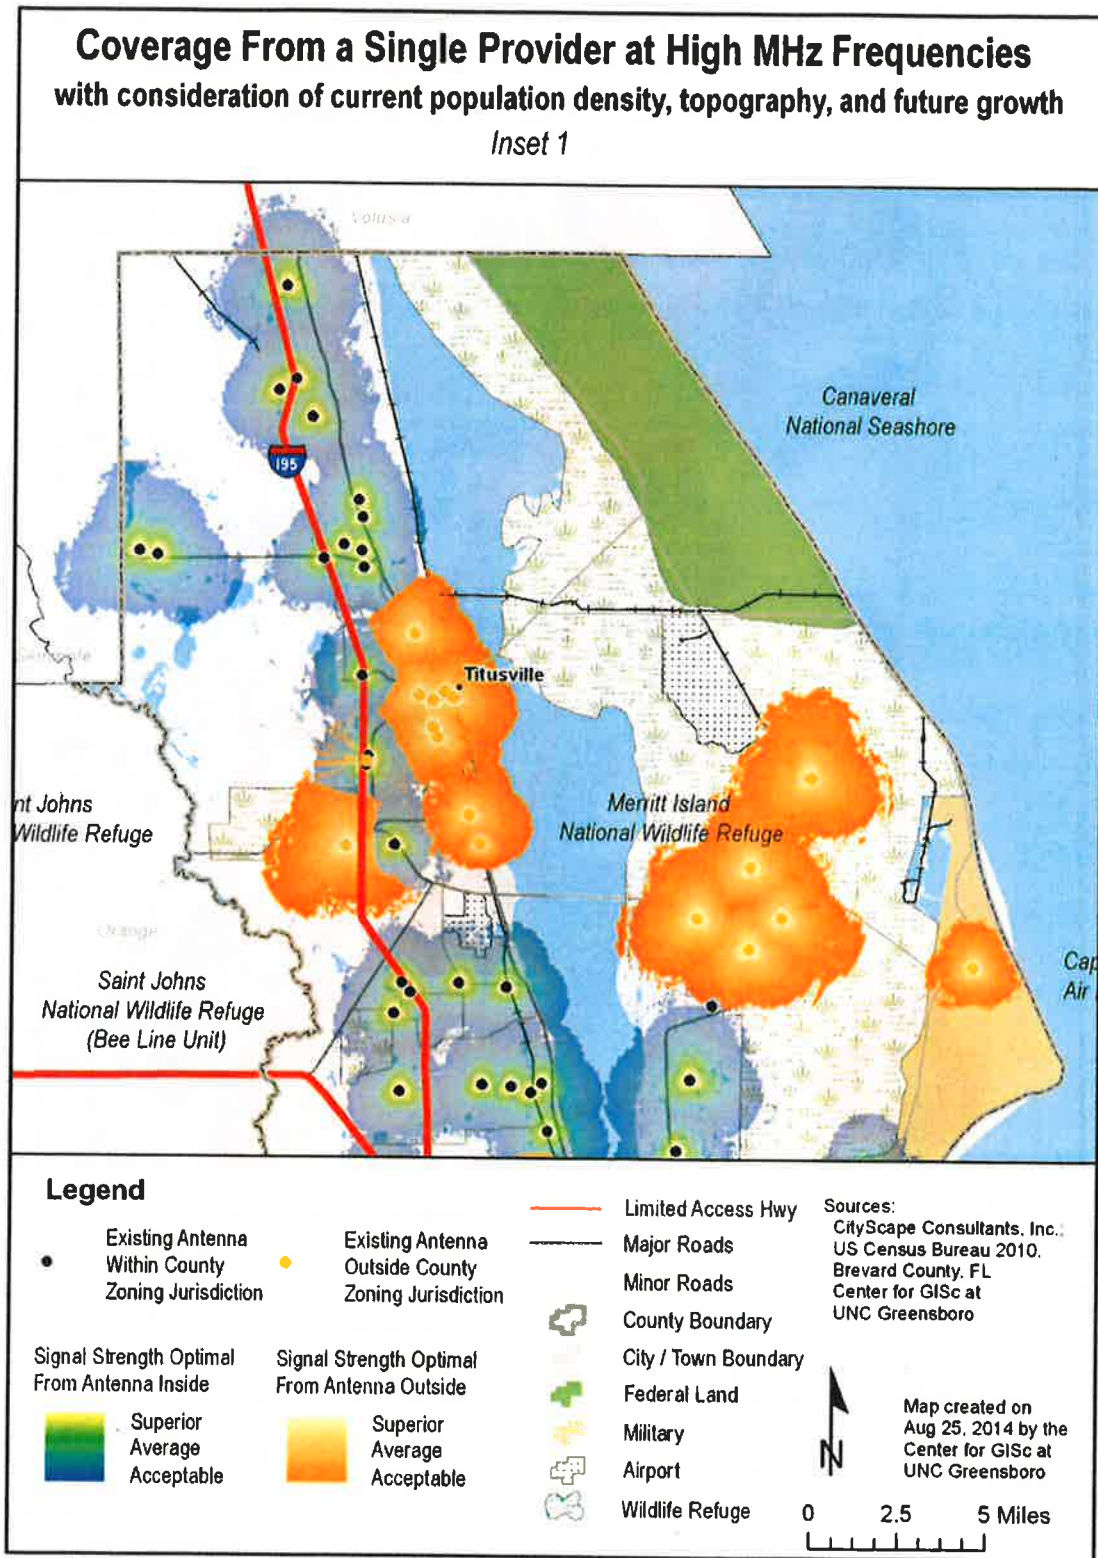 Coverage From a Single Provider at High MHz Frequencies
with consideration of current population density, topography, and future growth
Inset 1
Volusia
Canaveral
National Seashore
195
Titusville
nt Johns
Wildlife Refuge
Merritt Island
National Wildlife Refuge
Orange
Saint Johns
National Wildlife Refuge
(Bee Line Unit)
Cap
Air
Legend
Existing Antenna
Within County
Zoning Jurisdiction
Existing Antenna
Outside County
Zoning Jurisdiction
Signal Strength Optimal
From Antenna Inside
Superior
Average
Acceptable
Signal Strength Optimal
From Antenna Outside
Superior
Average
Acceptable
Limited Access Hwy
Major Roads
Minor Roads
County Boundary
City / Town Boundary
Federal Land
Military
Airport
Wildlife Refuge
Sources:
CityScape Consultants, Inc.;
US Census Bureau 2010.
Brevard County, FL
Center for GISc at
UNC Greensboro
N
Map created on
Aug 25, 2014 by the
Center for GISc at
UNC Greensboro
0 2.5 5 Miles